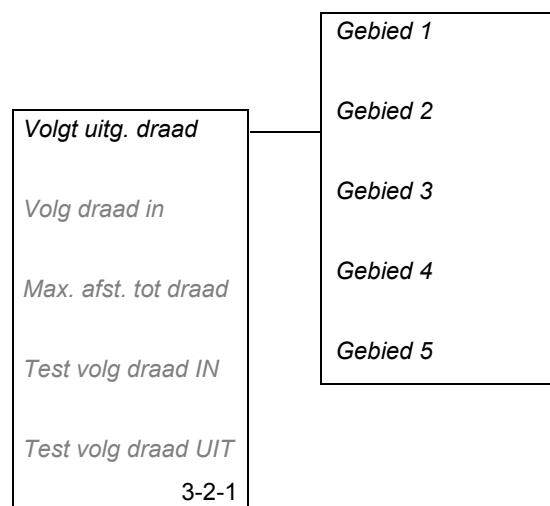 Volgt uitg. draad
Volg draad in
Max. afst. tot draad
Test volg draad IN
Test volg draad UIT
3-2-1
Gebied 1
Gebied 2
Gebied 3
Gebied 4
Gebied 5